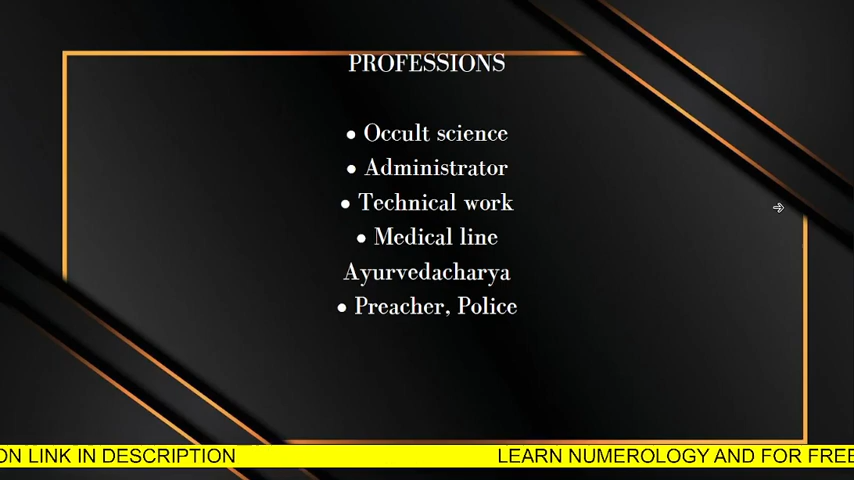 PROFESSIONS
• Occult science
• Administrator
• Technical work
• Medical line
Ayurvedacharya
• Preacher, Police
ON LINK IN DESCRIPTION LEARN NUMEROLOGY AND FOR FREE